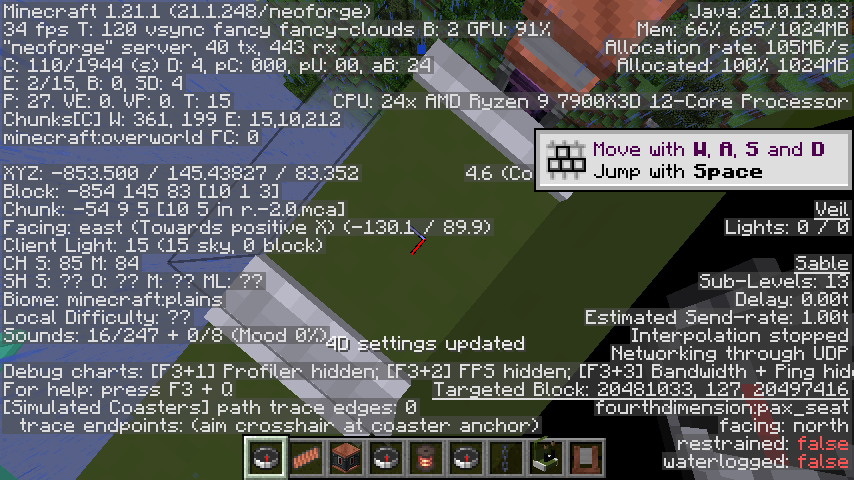 Minecraft 1.21.1 (21.1.248/neoforge)
34 fps T: 120 vsync fancy fancy-clouds B: 2 GPU: 91%
"neoforge" server, 40 tx, 443 rx
C: 110/1944 (s) D: 4, pC: 000, pU: 00, aB: 24
E: 2/15, B: 0, SD: 4
P: 27. VE: 0. VP: 0. T: 15
Chunks[C] W: 361, 199 E: 15,10,212
minecraft:overworld FC: 0
XYZ: -853.500 / 145.43827 / 83.352
Block: -854 145 83 [10 1 3]
Chunk: -54 9 5 [10 5 in r.-2.0.mca]
Facing: east (Towards positive X) (-130.1 / 89.9)
Client Light: 15 (15 sky, 0 block)
CH S: 85 M: 84
SH S: ?? O: ?? M: ?? ML: ??
Biome: minecraft:plains
Local Difficulty: ??
Sounds: 16/247 + 0/8 (Mood 0%)
Debug charts: [F3+1] Profiler hidden; [F3+2] FPS hidden; [F3+3] Bandwidth + Ping hid
For help: press F3 + Q
[Simulated Coasters] path trace edges: 0
trace endpoints: (aim crosshair at coaster anchor)
Java: 21.0.13.0.3
Mem: 66% 685/1024MB
Allocation rate: 105MB/s
Allocated: 100% 1024MB
CPU: 24x AMD Ryzen 9 7900X3D 12-Core Processor
Move with W, A, S and D
Jump with Space
4.6 (Co
Veil
Lights: 0 / 0
Sable
Sub-Levels: 13
Delay: 0.00t
Estimated Send-rate: 1.00t
Interpolation stopped
Networking through UDP
4D settings updated
Targeted Block: 20481033, 127, 20497416
fourthdimension:pax_seat
facing: north
restrained: false
waterlogged: false